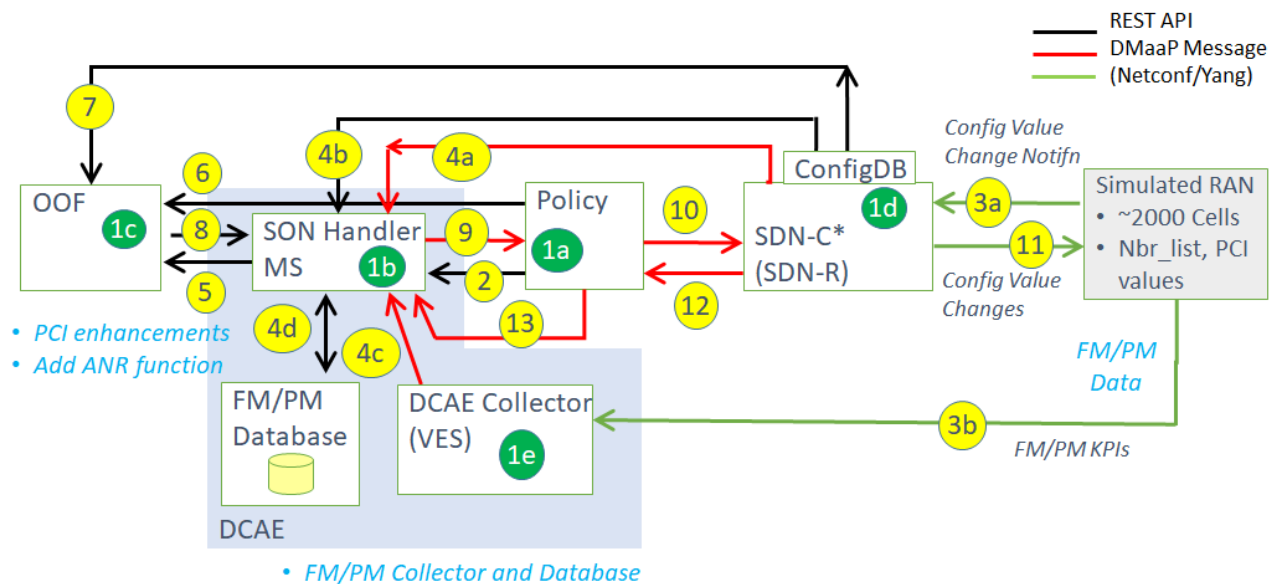 REST API
DMaaP Message
(Netconf/Yang)
7
4b
4a
Config Value
Change Notifn
3a
6
OOF
1c
8
5
SON Handler
MS
1b
9
2
Policy
1a
13
10
12
ConfigDB
1d
SDN-C*
(SDN-R)
11
Config Value
Changes
Simulated RAN
• ~2000 Cells
• Nbr_list, PCI
values
• PCI enhancements
• Add ANR function
4d
4c
FM/PM
Database
DCAE Collector
(VES)
1e
FM/PM
Data
3b
FM/PM KPIs
DCAE
• FM/PM Collector and Database